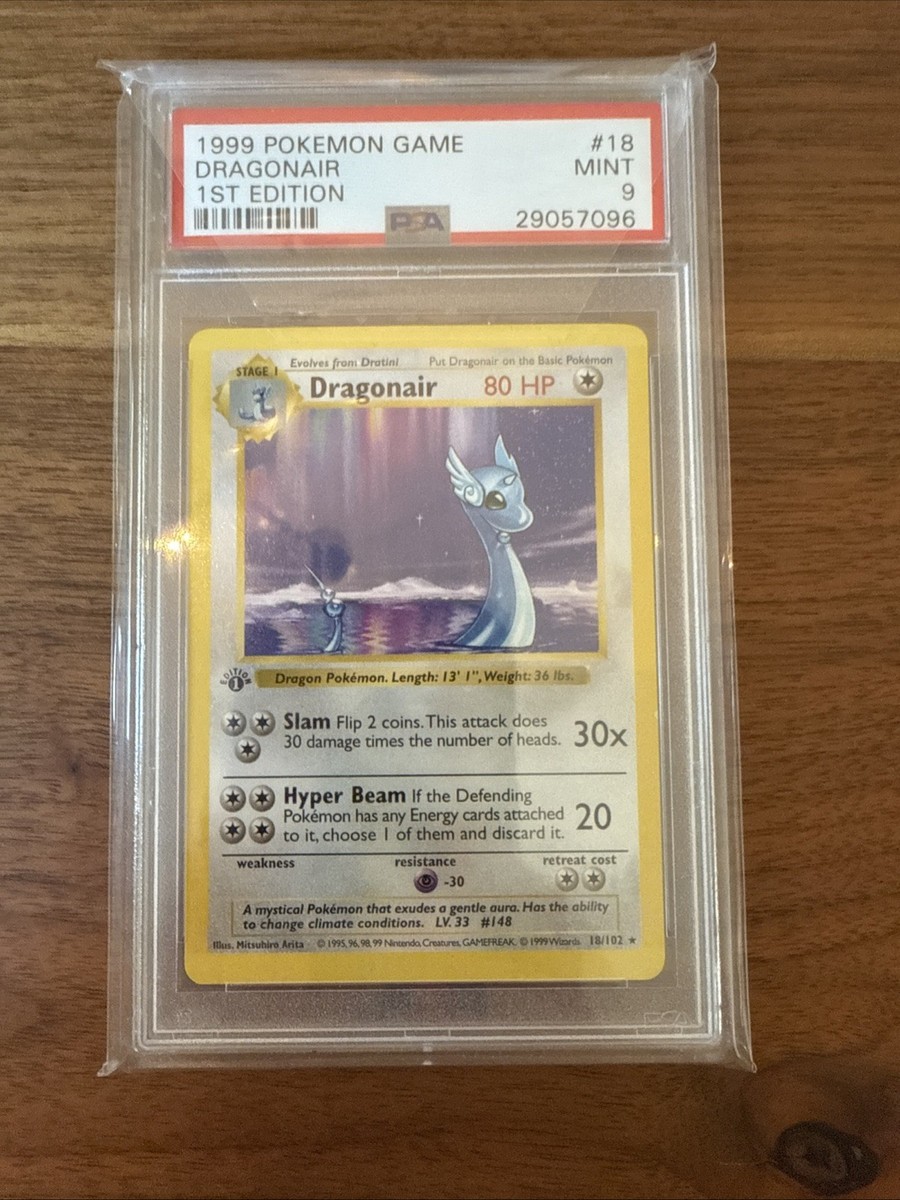 1999 POKEMON GAME #18
DRAGONAIR MINT
1ST EDITION 9
PSA 29057096
STAGE 1 Evolves from Dratini Put Dragonair on the Basic Pokémon
Dragonair 80 HP
EDITION 1
Dragon Pokémon. Length: 13' 1", Weight: 36 lbs.
Slam Flip 2 coins. This attack does
30 damage times the number of heads. 30x
Hyper Beam If the Defending
Pokémon has any Energy cards attached
to it, choose 1 of them and discard it. 20
weakness resistance retreat cost
-30
A mystical Pokémon that exudes a gentle aura. Has the ability
to change climate conditions. LV. 33 #148
Illus. Mitsuhiro Arita © 1995, 96, 98, 99 Nintendo, Creatures, GAMEFREAK. © 1999 Wizards. 18/102 ★
PSA